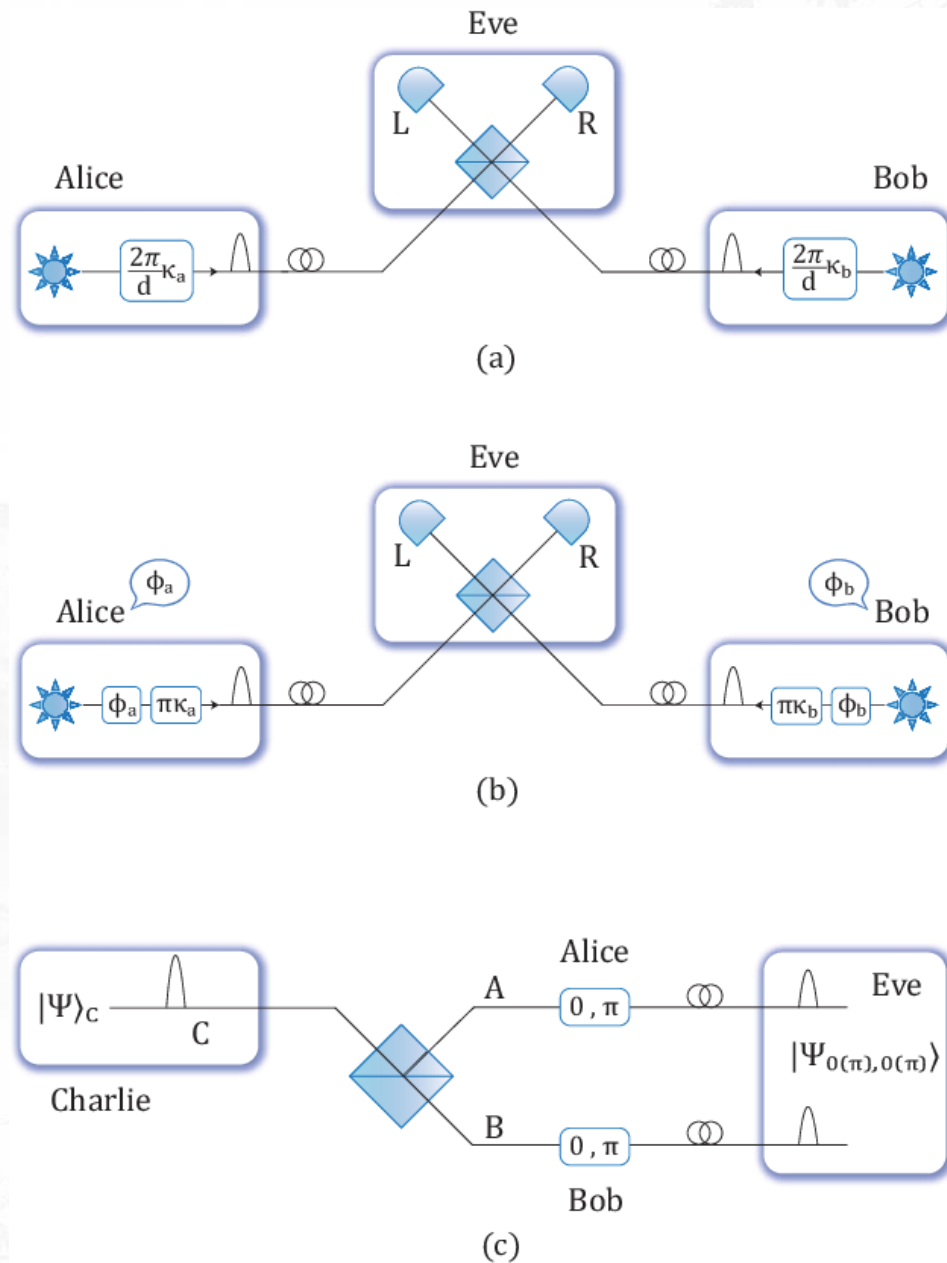 Eve
L R
Alice Bob
2π/d κa 2π/d κb
(a)
Eve
L R
ϕa ϕb
Alice Bob
ϕa πκa πκb ϕb
(b)
Alice
A Eve
|Ψ⟩C 0 , π
C |Ψ0(π),0(π)⟩
Charlie
B
0 , π
Bob
(c)